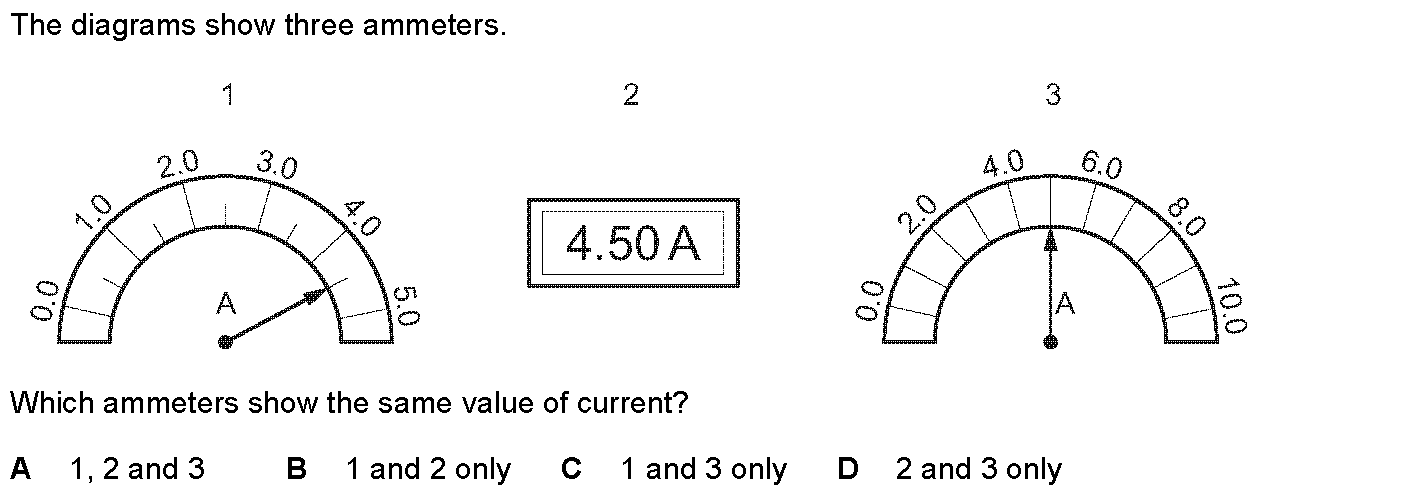 The diagrams show three ammeters.
1 2 3
0.0 1.0 2.0 3.0 4.0 5.0
A
4.50 A
0.0 2.0 4.0 6.0 8.0 10.0
A
Which ammeters show the same value of current?
A 1, 2 and 3 B 1 and 2 only C 1 and 3 only D 2 and 3 only